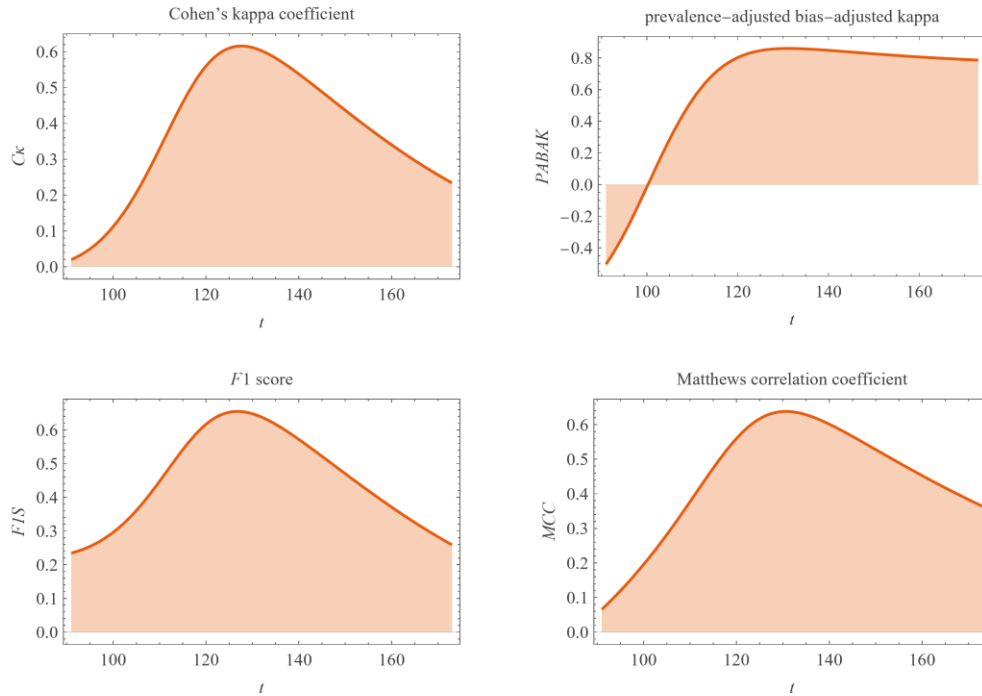 Cohen's kappa coefficient
0.6
0.5
0.4
0.3
0.2
0.1
0.0
Cκ
100 120 140 160
t
prevalence−adjusted bias−adjusted kappa
0.8
0.6
0.4
0.2
0.0
−0.2
−0.4
PABAK
100 120 140 160
t
F1 score
0.6
0.5
0.4
0.3
0.2
0.1
0.0
F1S
100 120 140 160
t
Matthews correlation coefficient
0.6
0.5
0.4
0.3
0.2
0.1
0.0
MCC
100 120 140 160
t